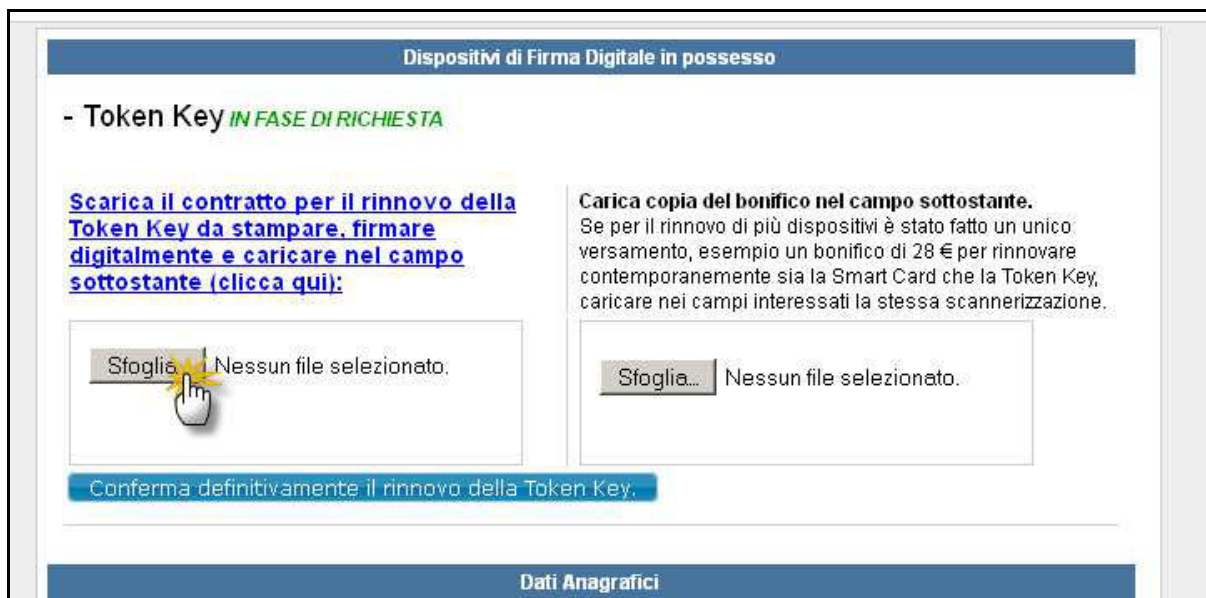 Dispositivi di Firma Digitale in possesso
- Token Key IN FASE DI RICHIESTA
Scarica il contratto per il rinnovo della
Token Key da stampare, firmare
digitalmente e caricare nel campo
sottostante (clicca qui):
Carica copia del bonifico nel campo sottostante.
Se per il rinnovo di più dispositivi è stato fatto un unico
versamento, esempio un bonifico di 28 € per rinnovare
contemporanemente sia la Smart Card che la Token Key,
caricare nei campi interessati la stessa scannerizzazione.
Sfoglia... Nessun file selezionato.
Sfoglia... Nessun file selezionato.
Conferma definitivamente il rinnovo della Token Key.
Dati Anagrafici